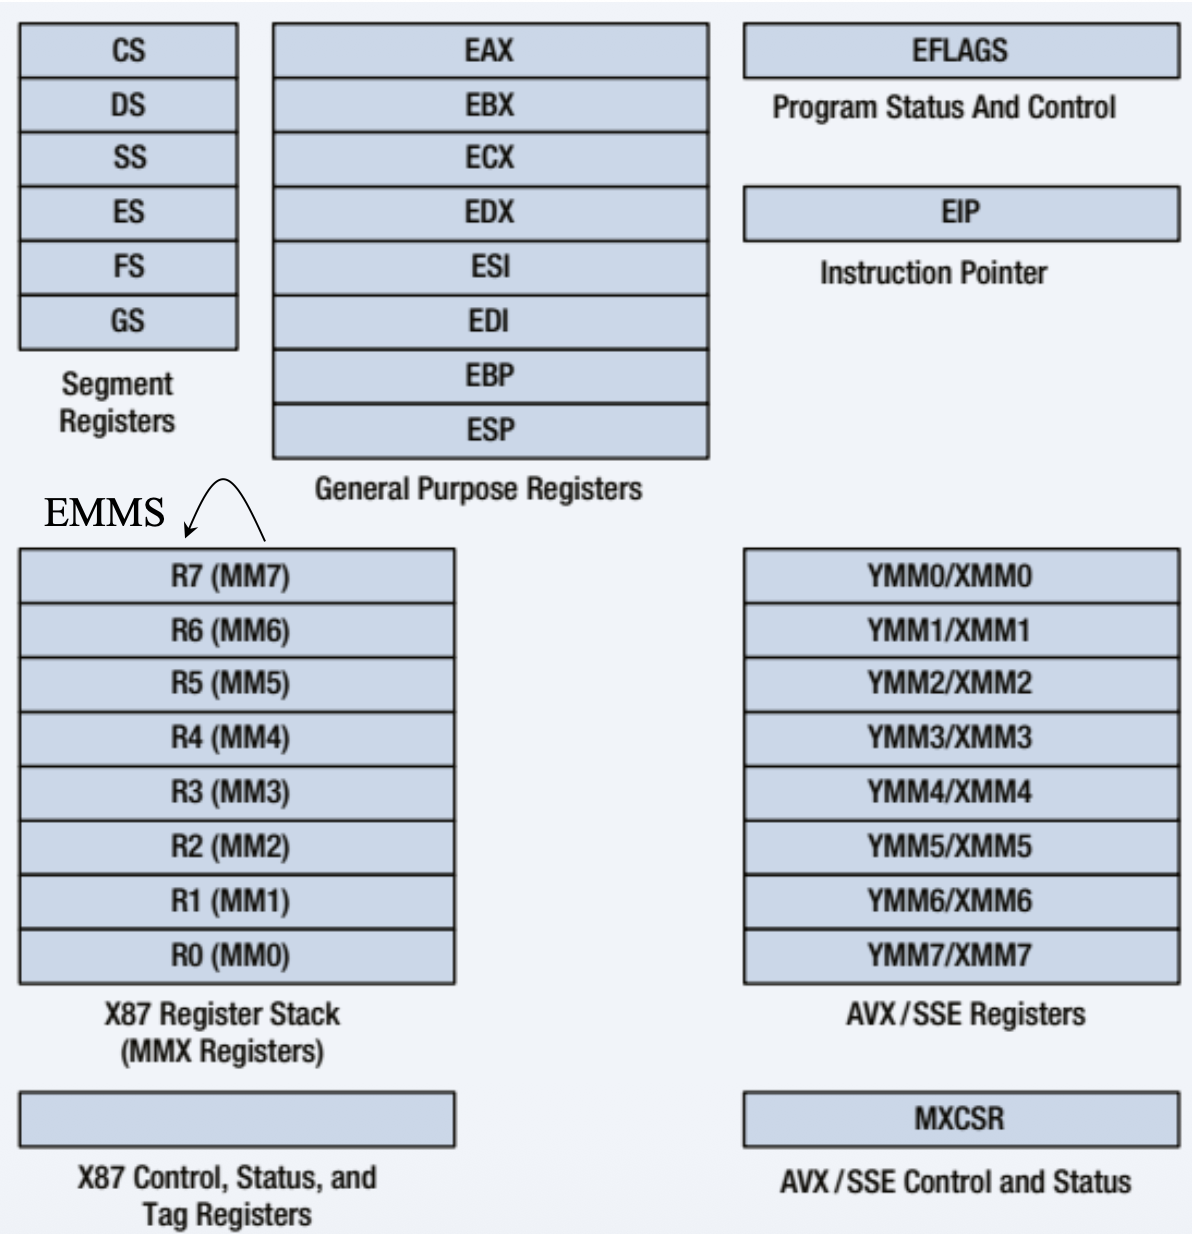 CS
DS
SS
ES
FS
GS
Segment
Registers
EAX
EBX
ECX
EDX
ESI
EDI
EBP
ESP
General Purpose Registers
EFLAGS
Program Status And Control
EIP
Instruction Pointer
EMMS
R7 (MM7)
R6 (MM6)
R5 (MM5)
R4 (MM4)
R3 (MM3)
R2 (MM2)
R1 (MM1)
R0 (MM0)
X87 Register Stack
(MMX Registers)
YMM0/XMM0
YMM1/XMM1
YMM2/XMM2
YMM3/XMM3
YMM4/XMM4
YMM5/XMM5
YMM6/XMM6
YMM7/XMM7
AVX/SSE Registers
X87 Control, Status, and
Tag Registers
MXCSR
AVX/SSE Control and Status